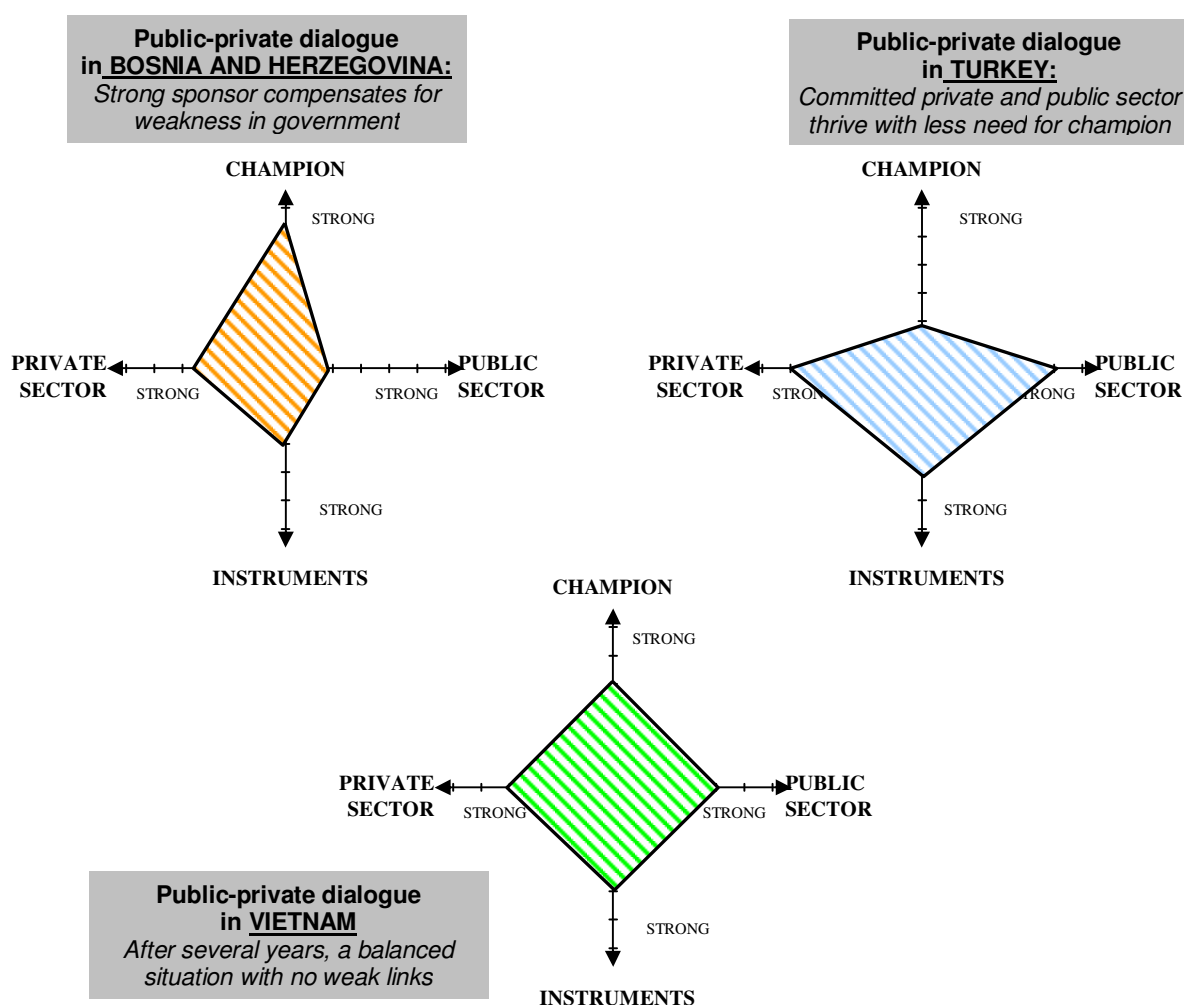 Public-private dialogue
in BOSNIA AND HERZEGOVINA:
Strong sponsor compensates for
weakness in government
CHAMPION
STRONG
PRIVATE
SECTOR
STRONG
STRONG
PUBLIC
SECTOR
STRONG
INSTRUMENTS
Public-private dialogue
in TURKEY:
Committed private and public sector
thrive with less need for champion
CHAMPION
STRONG
PRIVATE
SECTOR
STRONG
STRONG
PUBLIC
SECTOR
STRONG
INSTRUMENTS
CHAMPION
STRONG
PRIVATE
SECTOR
STRONG
STRONG
PUBLIC
SECTOR
STRONG
INSTRUMENTS
Public-private dialogue
in VIETNAM
After several years, a balanced
situation with no weak links